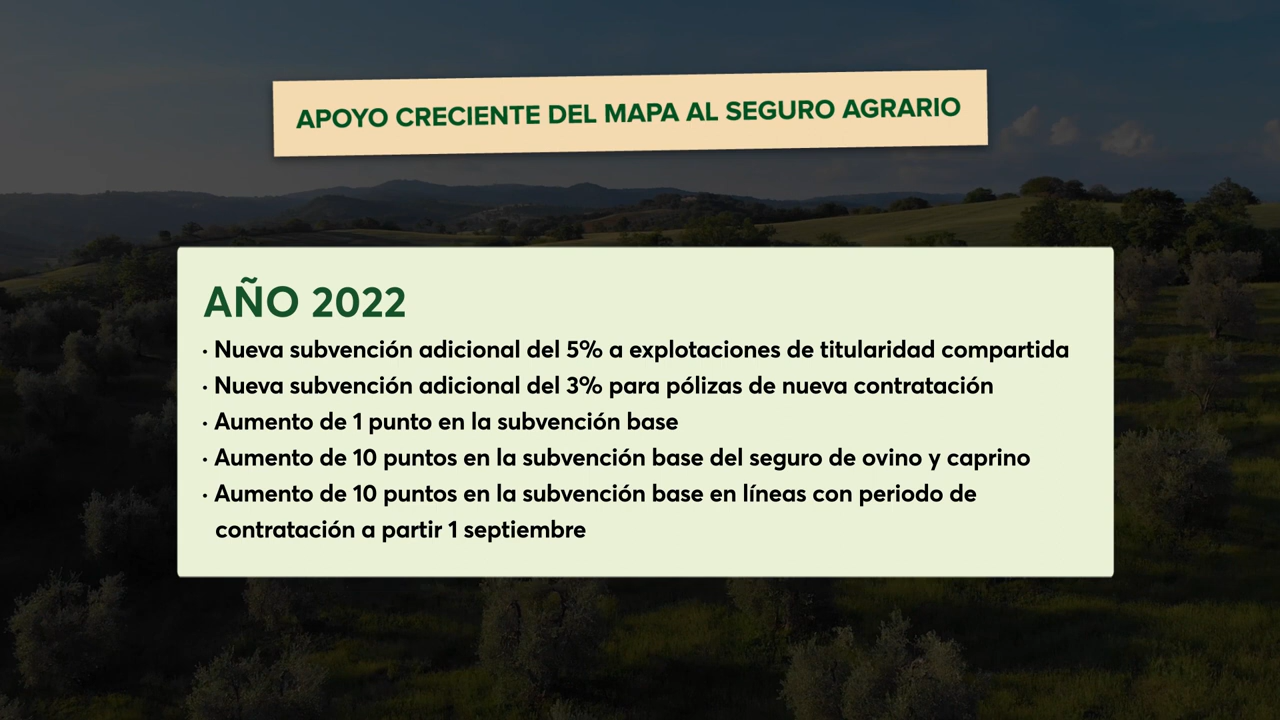 APOYO CRECIENTE DEL MAPA AL SEGURO AGRARIO
AÑO 2022
· Nueva subvención adicional del 5% a explotaciones de titularidad compartida
· Nueva subvención adicional del 3% para pólizas de nueva contratación
· Aumento de 1 punto en la subvención base
· Aumento de 10 puntos en la subvención base del seguro de ovino y caprino
· Aumento de 10 puntos en la subvención base en líneas con periodo de
contratación a partir 1 septiembre